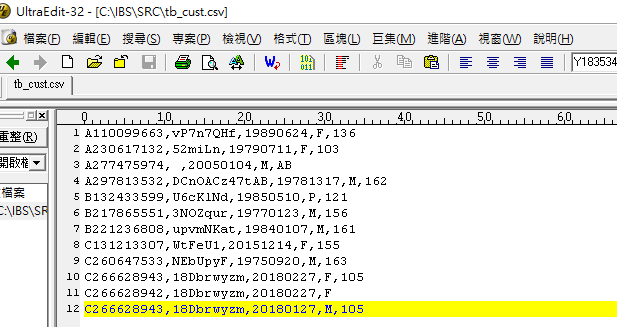 UltraEdit-32 - [C:\IBS\SRC\tb_cust.csv]
檔案(F) 編輯(E) 搜尋(S) 專案(P) 檢視(V) 格式(T) 區塊(L) 巨集(M) 進階(A) 視窗(W) 說明(H)
Y183534
tb_cust.csv
重整(R)
開啟檔
檔案
C:\IBS\SR
0 10 20 30 40 50 60
1 A110099663,vP7n7QHf,19890624,F,136
2 A230617132,52miLn,19790711,F,103
3 A277475974, ,20050104,M,AB
4 A297813532,DCnOACz47tAB,19781317,M,162
5 B132433599,U6cKlNd,19850510,P,121
6 B217865551,3NOZqur,19770123,M,156
7 B221236808,upvmNKat,19840107,M,161
8 C131213307,WtFeU1,20151214,F,155
9 C260647533,NEbUpyF,19750920,M,163
10 C266628943,18Dbrwyzm,20180227,F,105
11 C266628942,18Dbrwyzm,20180227,F
12 C266628943,18Dbrwyzm,20180127,M,105